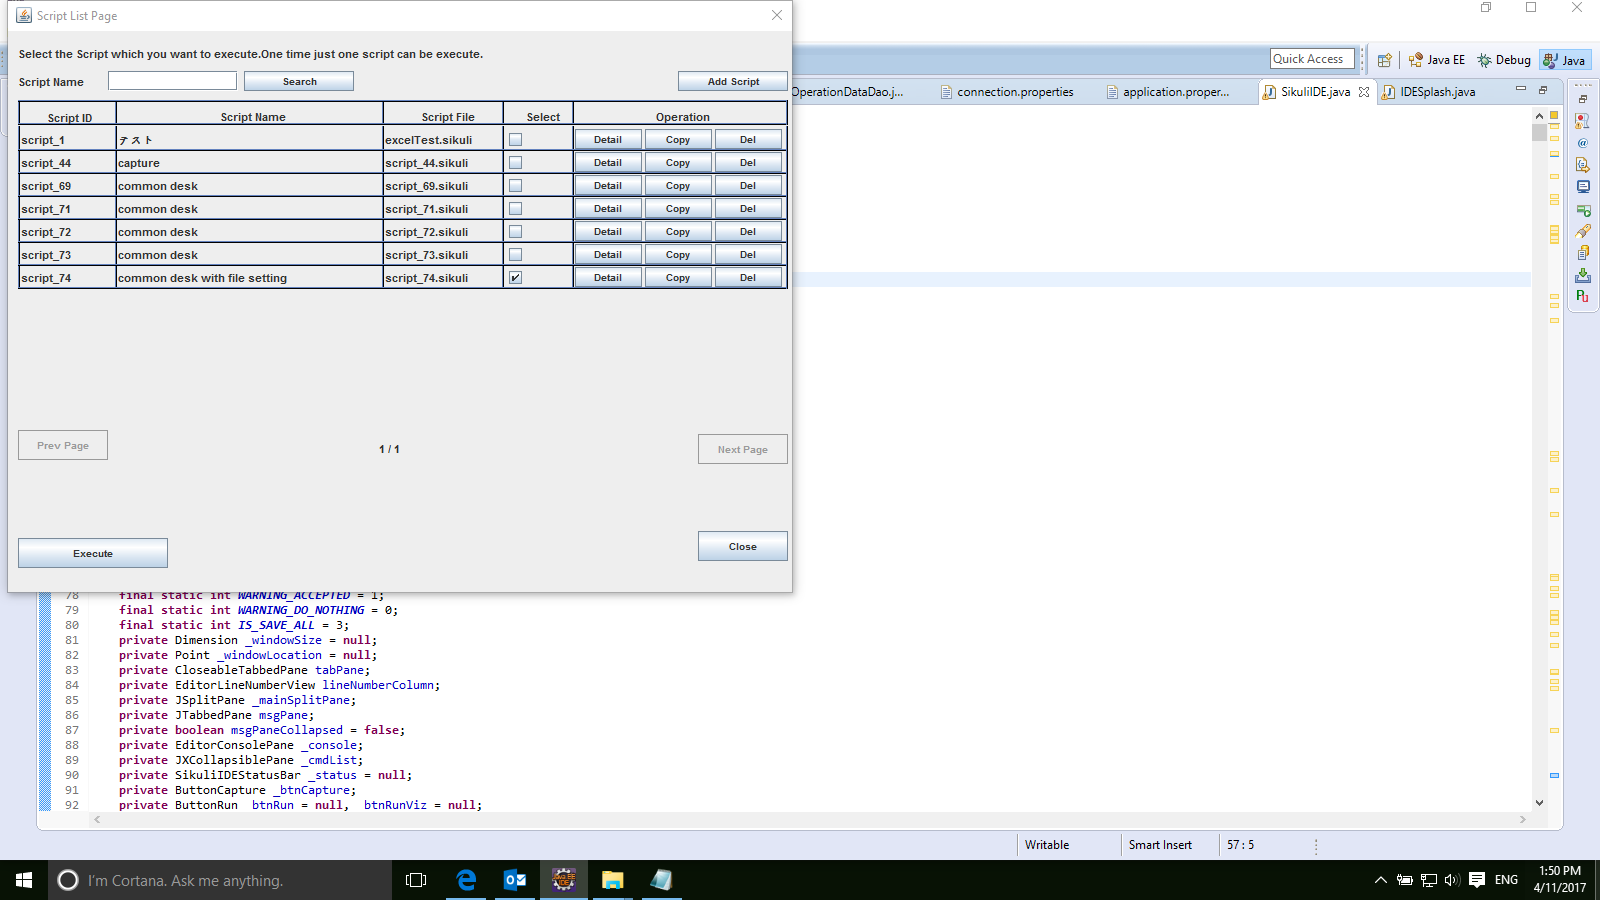 Script List Page
Select the Script which you want to execute.One time just one script can be execute.
Script Name Search Add Script
Script ID Script Name Script File Select Operation
script_1 テスト excelTest.sikuli Detail Copy Del
script_44 capture script_44.sikuli Detail Copy Del
script_69 common desk script_69.sikuli Detail Copy Del
script_71 common desk script_71.sikuli Detail Copy Del
script_72 common desk script_72.sikuli Detail Copy Del
script_73 common desk script_73.sikuli Detail Copy Del
script_74 common desk with file setting script_74.sikuli Detail Copy Del
Prev Page 1 / 1 Next Page
Execute Close
Quick Access Java EE Debug Java
OperationDataDao.j... connection.properties application.proper... SikuliIDE.java IDESplash.java
78 final static int WARNING_ACCEPTED = 1;
79 final static int WARNING_DO_NOTHING = 0;
80 final static int IS_SAVE_ALL = 3;
81 private Dimension _windowSize = null;
82 private Point _windowLocation = null;
83 private CloseableTabbedPane tabPane;
84 private EditorLineNumberView lineNumberColumn;
85 private JSplitPane _mainSplitPane;
86 private JTabbedPane msgPane;
87 private boolean msgPaneCollapsed = false;
88 private EditorConsolePane _console;
89 private JXCollapsiblePane _cmdList;
90 private SikuliIDEStatusBar _status = null;
91 private ButtonCapture _btnCapture;
92 private ButtonRun _btnRun = null, _btnRunViz = null;
Writable Smart Insert 57 : 5
I'm Cortana. Ask me anything.
ENG 1:50 PM
4/11/2017